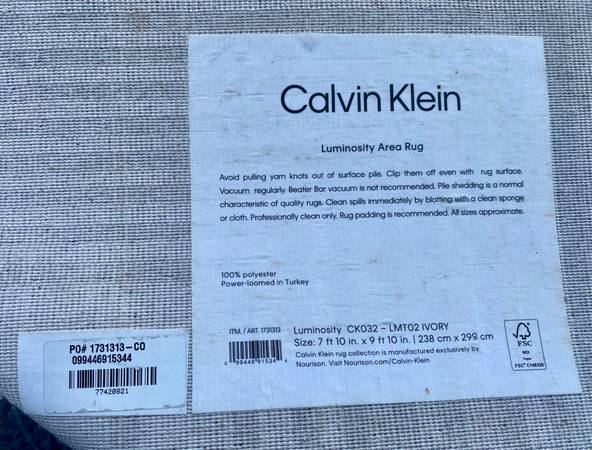 Calvin Klein
Luminosity Area Rug
Avoid pulling yarn knots out of surface pile. Clip them off even with rug surface.
Vacuum regularly. Beater Bar vacuum is not recommended. Pile shedding is a normal
characteristic of quality rugs. Clean spills immediately by blotting with a clean sponge
or cloth. Professionally clean only. Rug padding is recommended. All sizes approximate.
100% polyester
Power-loomed in Turkey
ITM. / ART. 1731313
0 99446 91534 4
Luminosity CK032 – LMT02 IVORY
Size: 7 ft 10 in. x 9 ft 10 in. | 238 cm x 299 cm
Calvin Klein rug collection is manufactured exclusively by
Nourison. Visit Nourison.com/Calvin-Klein
FSC
MIX
Paper
PO# 1731313-CO
099446915344
77420821